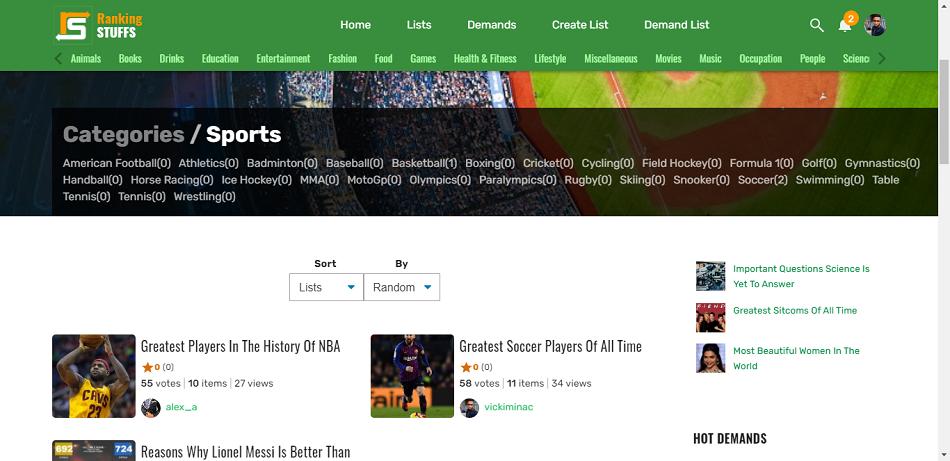 Ranking
STUFFS
Home Lists Demands Create List Demand List
2
Animals Books Drinks Education Entertainment Fashion Food Games Health & Fitness Lifestyle Miscellaneous Movies Music Occupation People Scienc
Categories / Sports
American Football(0) Athletics(0) Badminton(0) Baseball(0) Basketball(1) Boxing(0) Cricket(0) Cycling(0) Field Hockey(0) Formula 1(0) Golf(0) Gymnastics(0)
Handball(0) Horse Racing(0) Ice Hockey(0) MMA(0) MotoGp(0) Olympics(0) Paralympics(0) Rugby(0) Skiing(0) Snooker(0) Soccer(2) Swimming(0) Table
Tennis(0) Tennis(0) Wrestling(0)
Sort By
Lists Random
Greatest Players In The History Of NBA
0 (0)
55 votes | 10 items | 27 views
alex_a
CAVS
23
Greatest Soccer Players Of All Time
0 (0)
58 votes | 11 items | 34 views
vickiminac
692 724
Reasons Why Lionel Messi Is Better Than
Important Questions Science Is
Yet To Answer
Greatest Sitcoms Of All Time
Most Beautiful Women In The
World
HOT DEMANDS